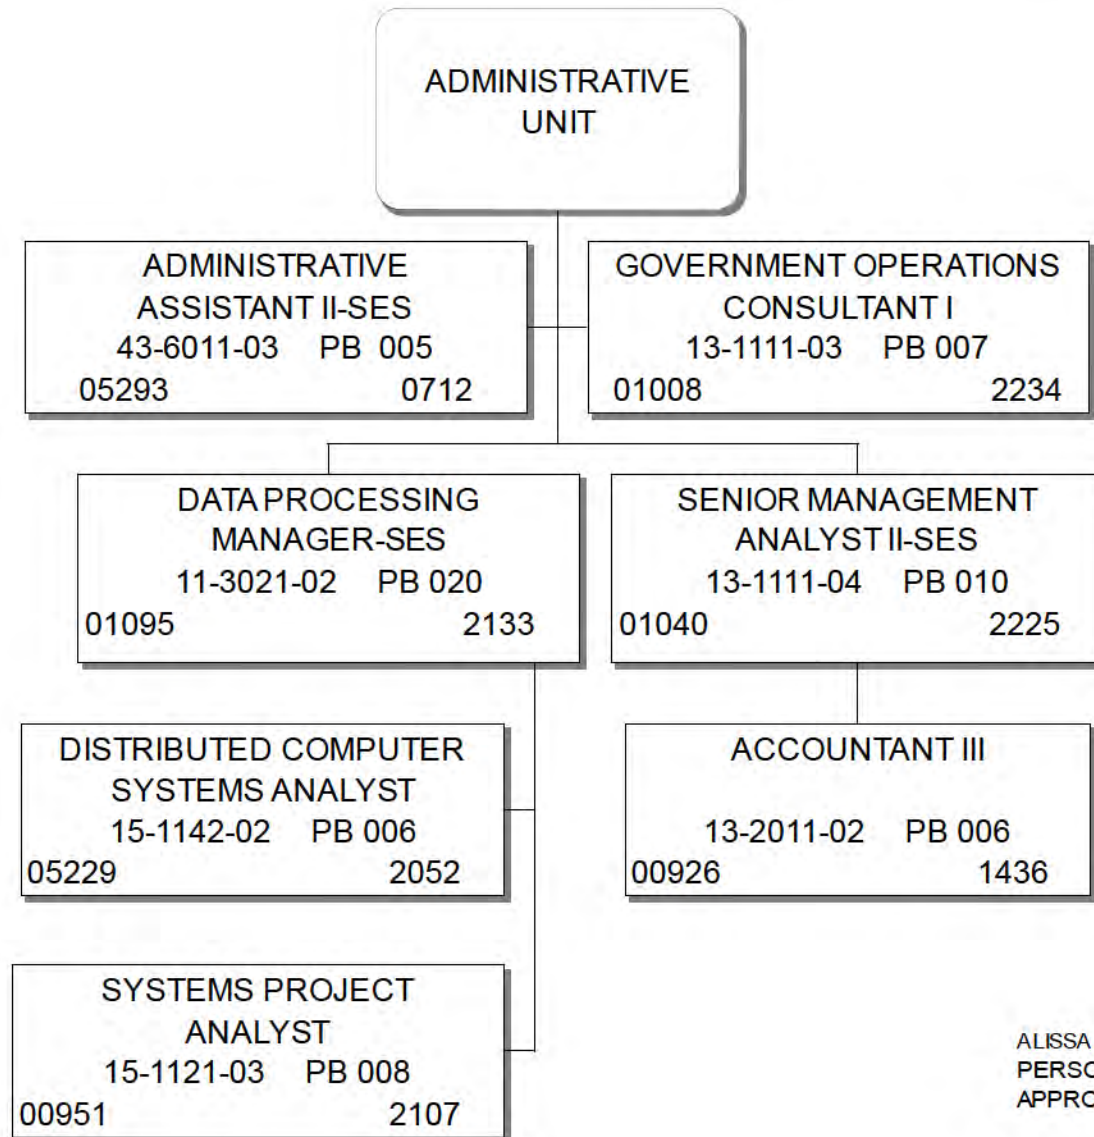 ADMINISTRATIVE
UNIT
ADMINISTRATIVE
ASSISTANT II-SES
43-6011-03 PB 005
05293 0712
GOVERNMENT OPERATIONS
CONSULTANT I
13-1111-03 PB 007
01008 2234
DATA PROCESSING
MANAGER-SES
11-3021-02 PB 020
01095 2133
SENIOR MANAGEMENT
ANALYST II-SES
13-1111-04 PB 010
01040 2225
DISTRIBUTED COMPUTER
SYSTEMS ANALYST
15-1142-02 PB 006
05229 2052
ACCOUNTANT III
13-2011-02 PB 006
00926 1436
SYSTEMS PROJECT
ANALYST
15-1121-03 PB 008
00951 2107
ALISSA
PERSO
APPRO